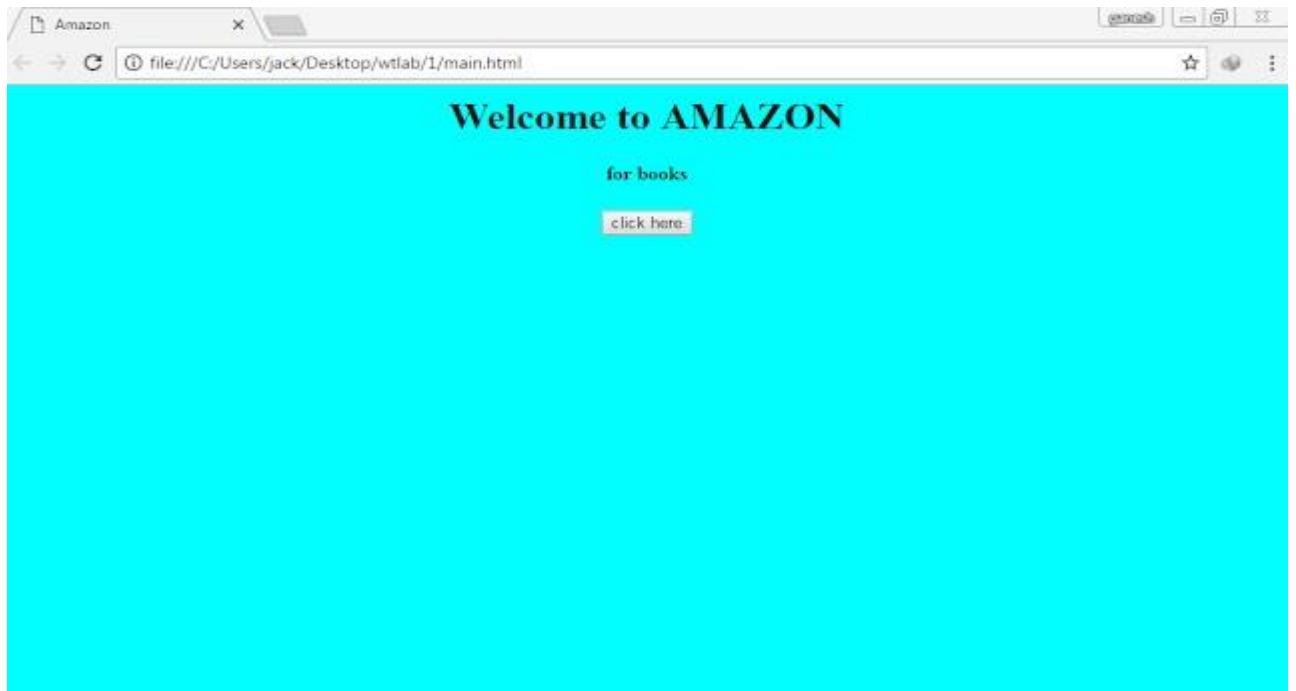 Amazon
file:///C:/Users/jack/Desktop/wtlab/1/main.html
Welcome to AMAZON
for books
click here